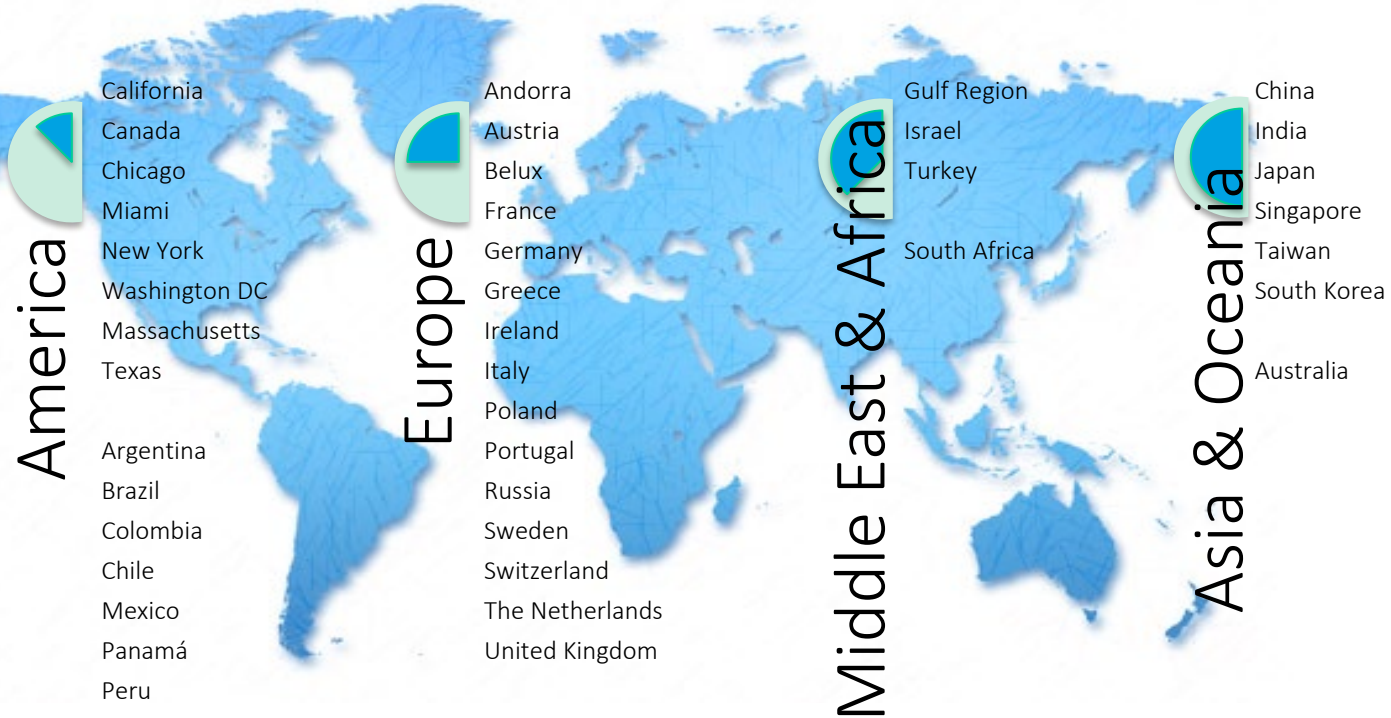 America
California
Canada
Chicago
Miami
New York
Washington DC
Massachusetts
Texas
Argentina
Brazil
Colombia
Chile
Mexico
Panamá
Peru
Europe
Andorra
Austria
Belux
France
Germany
Greece
Ireland
Italy
Poland
Portugal
Russia
Sweden
Switzerland
The Netherlands
United Kingdom
Middle East & Africa
Gulf Region
Israel
Turkey
South Africa
Asia & Oceania
China
India
Japan
Singapore
Taiwan
South Korea
Australia